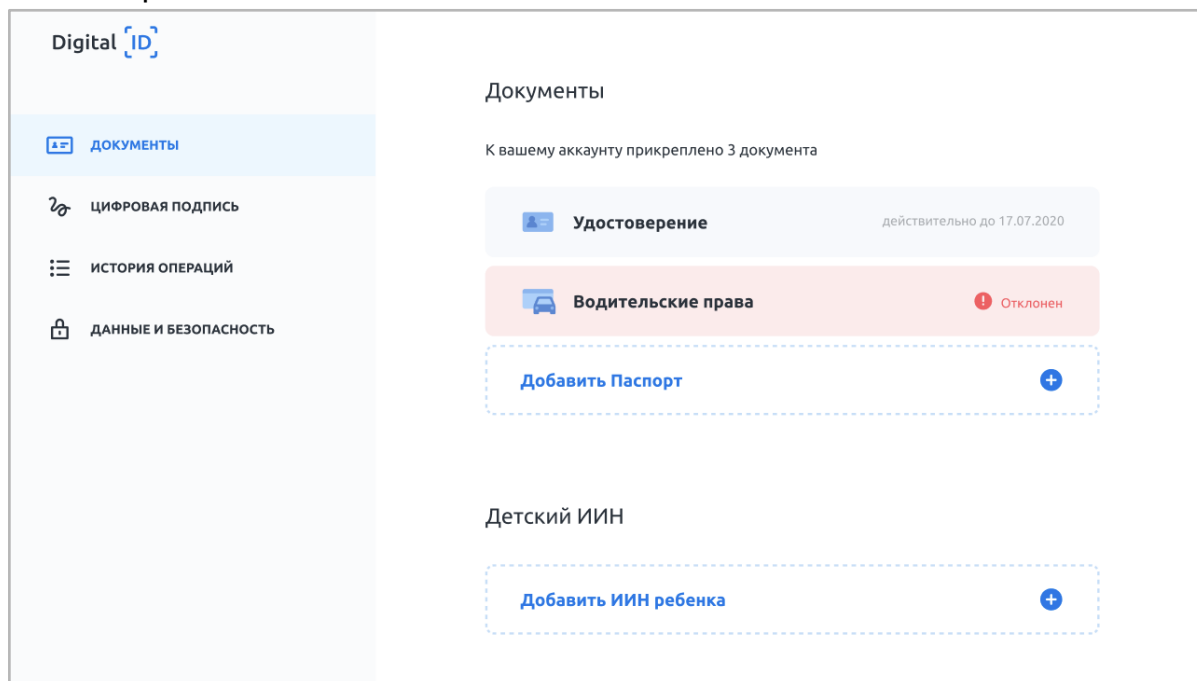 Digital [ID]
ДОКУМЕНТЫ
ЦИФРОВАЯ ПОДПИСЬ
ИСТОРИЯ ОПЕРАЦИЙ
ДАННЫЕ И БЕЗОПАСНОСТЬ
Документы
К вашему аккаунту прикреплено 3 документа
Удостоверение действительно до 17.07.2020
Водительские права Отклонен
Добавить Паспорт
Детский ИИН
Добавить ИИН ребенка